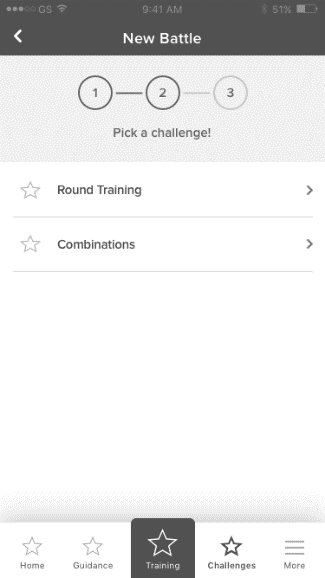 GS 9:41 AM 51%
New Battle
1 2 3
Pick a challenge!
Round Training
Combinations
Home Guidance Training Challenges More